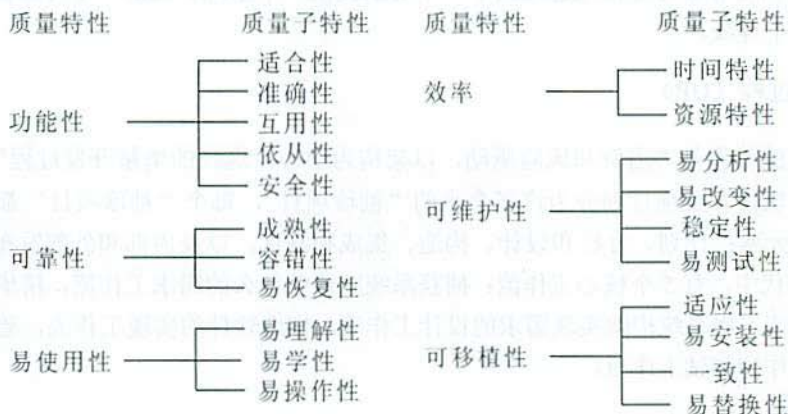 质量特性 质量子特性
功能性
适合性
准确性
互用性
依从性
安全性
可靠性
成熟性
容错性
易恢复性
易使用性
易理解性
易学性
易操作性
质量特性 质量子特性
效率
时间特性
资源特性
可维护性
易分析性
易改变性
稳定性
易测试性
可移植性
适应性
易安装性
一致性
易替换性